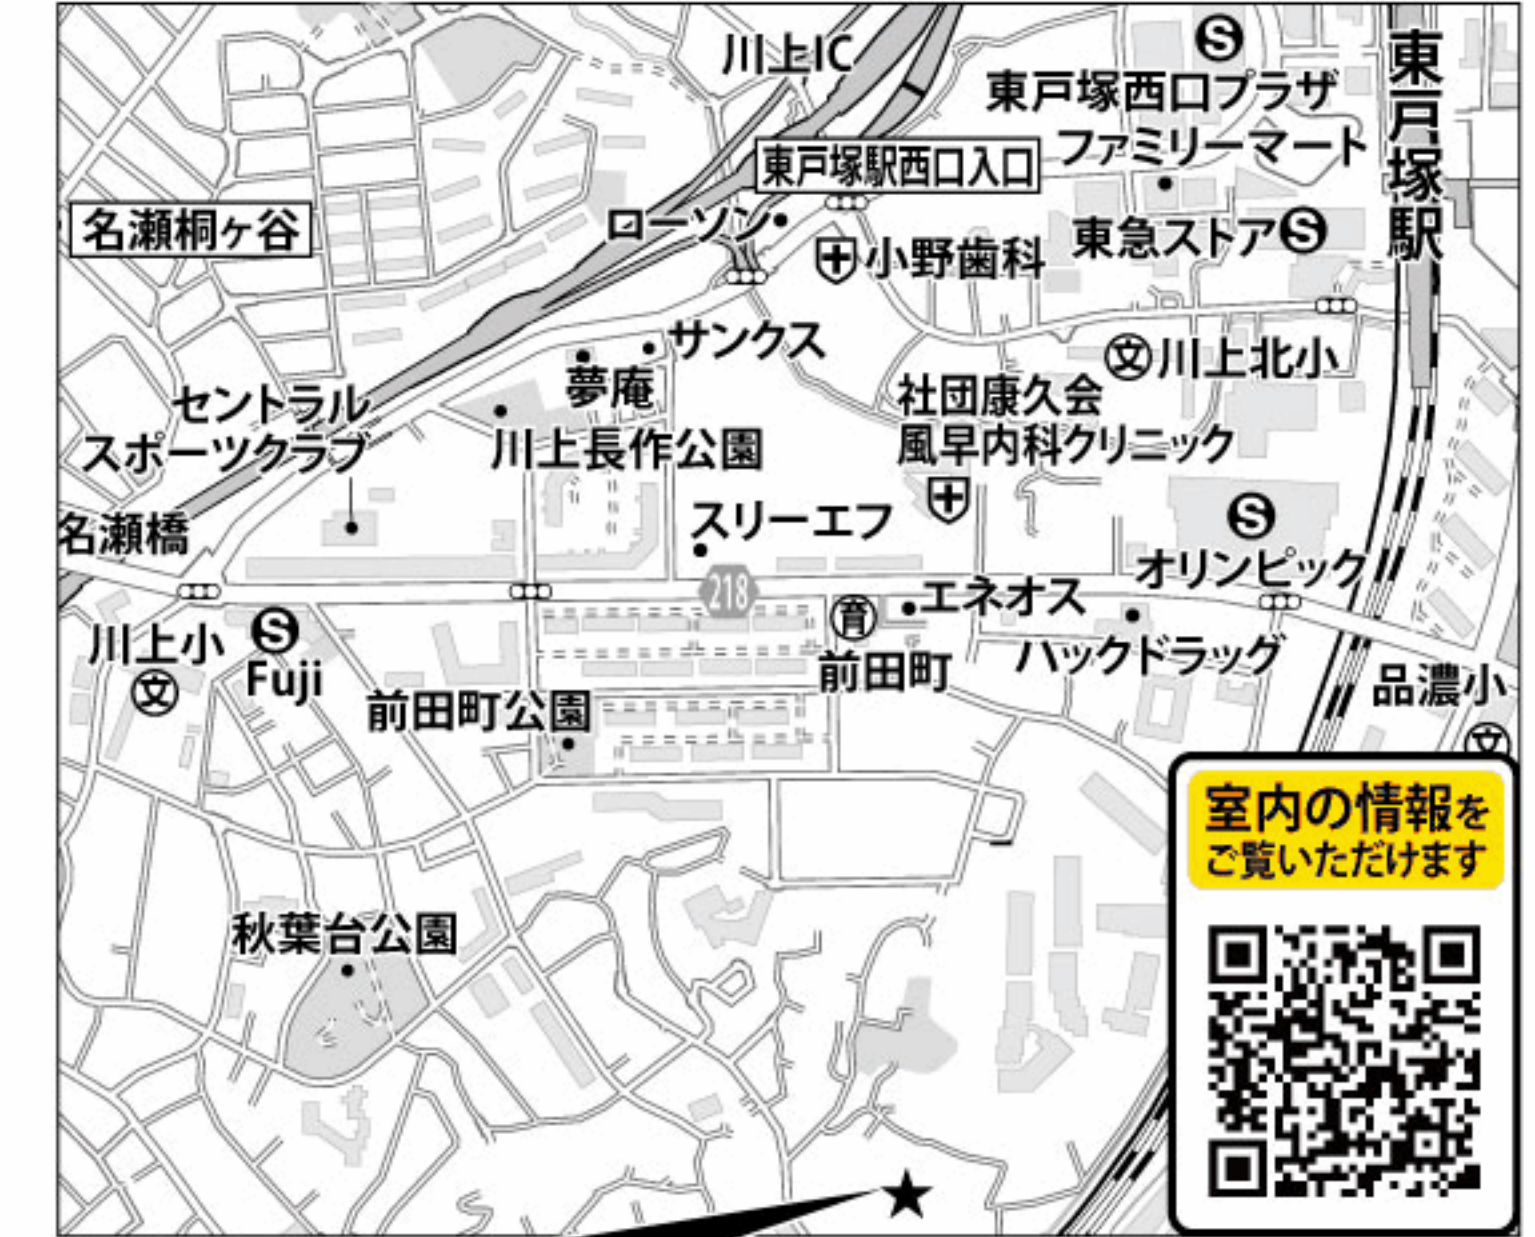 川上IC
S
東戸塚西口プラザ
ファミリーマート
東戸塚駅
東戸塚駅西口入口
名瀬桐ヶ谷
ローソン
小野歯科
東急ストア
S
サンクス
夢庵
文
川上北小
セントラル
スポーツクラブ
川上長作公園
社団康久会
風早内科クリニック
名瀬橋
スリーエフ
S
オリンピック
218
エネオス
育
前田町
ハックドラッグ
川上小
文
S
Fuji
前田町公園
品濃小
文
室内の情報を
ご覧いただけます
秋葉台公園